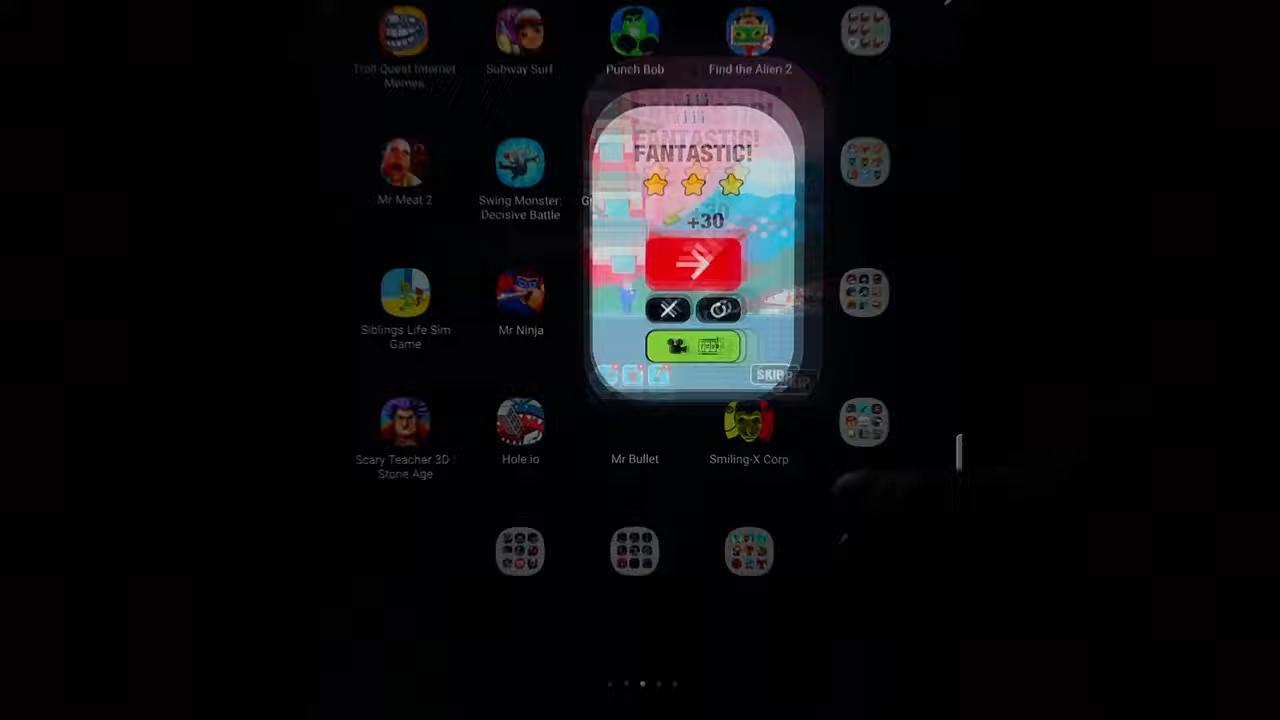 Troll Quest Internet
Memes
Subway Surf
Punch Bob
Find the Alien 2
115
FANTASTIC!
Mr Meat 2
Swing Monster:
Decisive Battle
+30
Siblings Life Sim
Game
Mr Ninja
SKIP
Scary Teacher 3D :
Stone Age
Hole.io
Mr Bullet
Smiling-X Corp